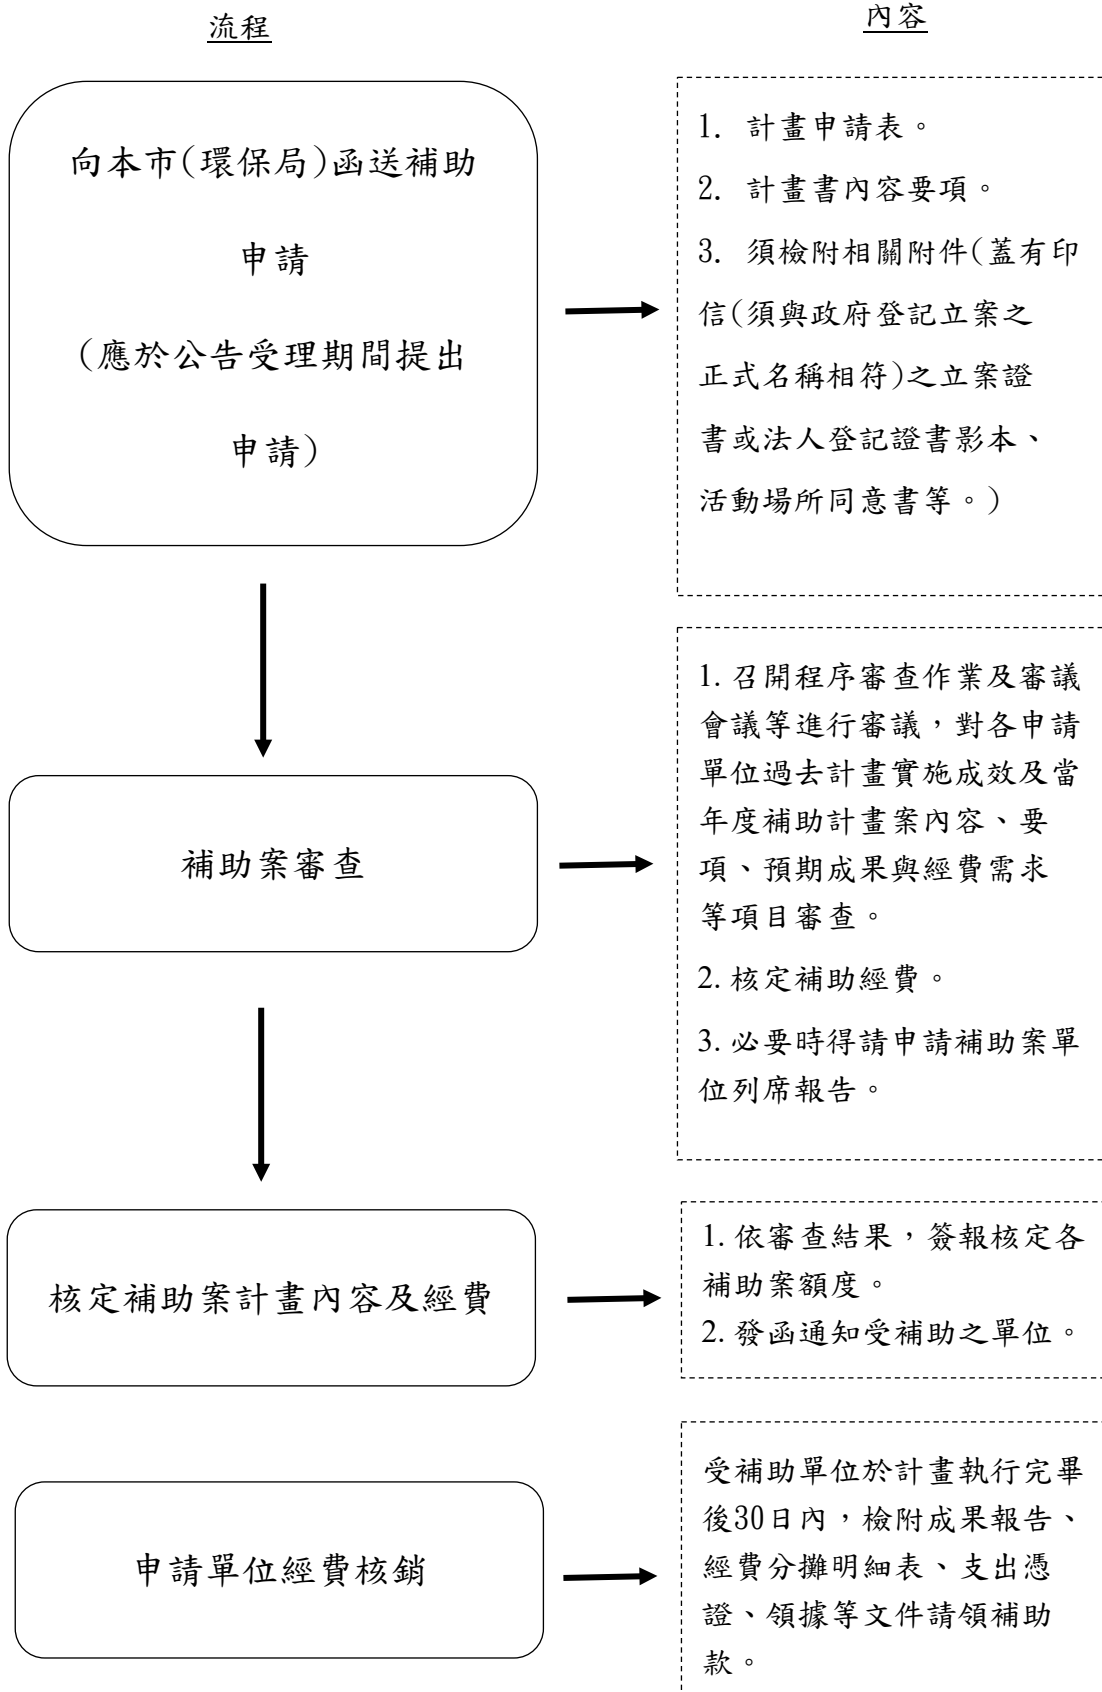 流程
內容
向本市(環保局)函送補助
申請
(應於公告受理期間提出
申請)
1. 計畫申請表。
2. 計畫書內容要項。
3. 須檢附相關附件(蓋有印
信(須與政府登記立案之
正式名稱相符)之立案證
書或法人登記證書影本、
活動場所同意書等。)
補助案審查
1.召開程序審查作業及審議
會議等進行審議,對各申請
單位過去計畫實施成效及當
年度補助計畫案內容、要
項、預期成果與經費需求
等項目審查。
2.核定補助經費。
3.必要時得請申請補助案單
位列席報告。
核定補助案計畫內容及經費
1.依審查結果,簽報核定各
補助案額度。
2.發函通知受補助之單位。
申請單位經費核銷
受補助單位於計畫執行完畢
後30日內,檢附成果報告、
經費分攤明細表、支出憑
證、領據等文件請領補助
款。